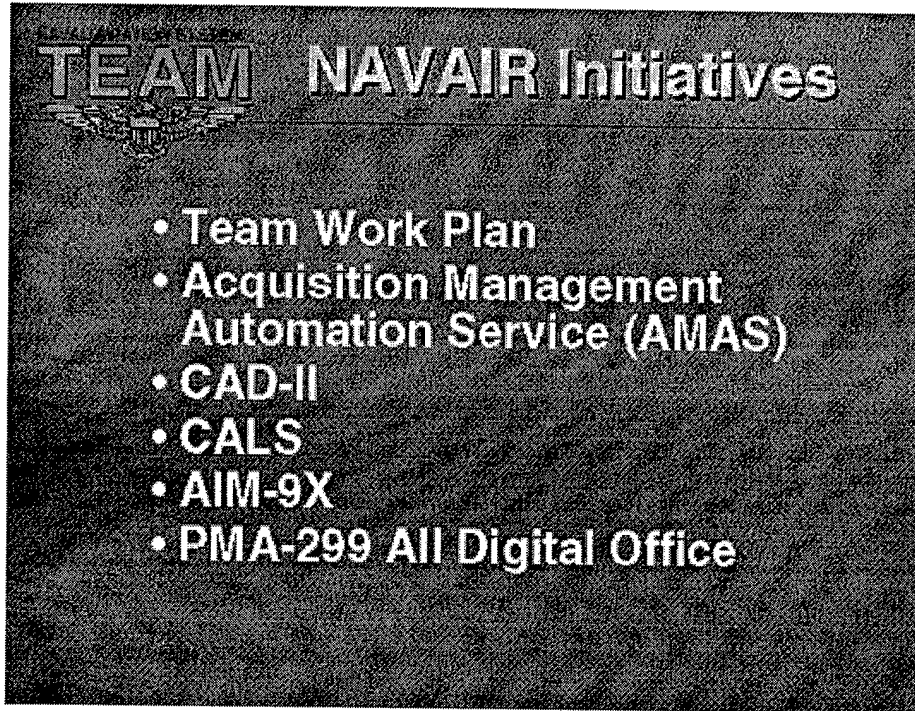 TEAM
NAVAIR Initiatives
• Team Work Plan
• Acquisition Management
Automation Service (AMAS)
• CAD-II
• CALS
• AIM-9X
• PMA-299 All Digital Office